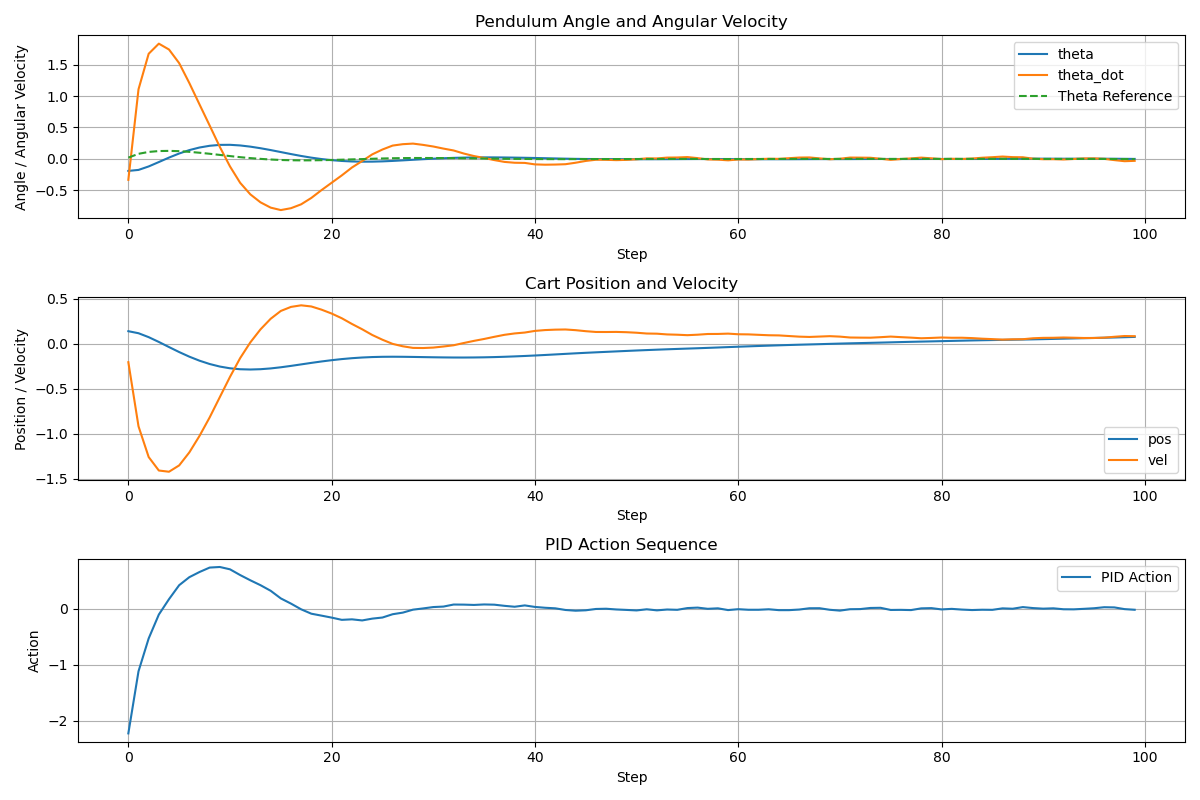 Pendulum Angle and Angular Velocity
Angle / Angular Velocity
1.5
1.0
0.5
0.0
−0.5
theta
theta_dot
Theta Reference
0 20 40 60 80 100
Step
Cart Position and Velocity
Position / Velocity
0.5
0.0
−0.5
−1.0
−1.5
pos
vel
0 20 40 60 80 100
Step
PID Action Sequence
Action
0
−1
−2
PID Action
0 20 40 60 80 100
Step